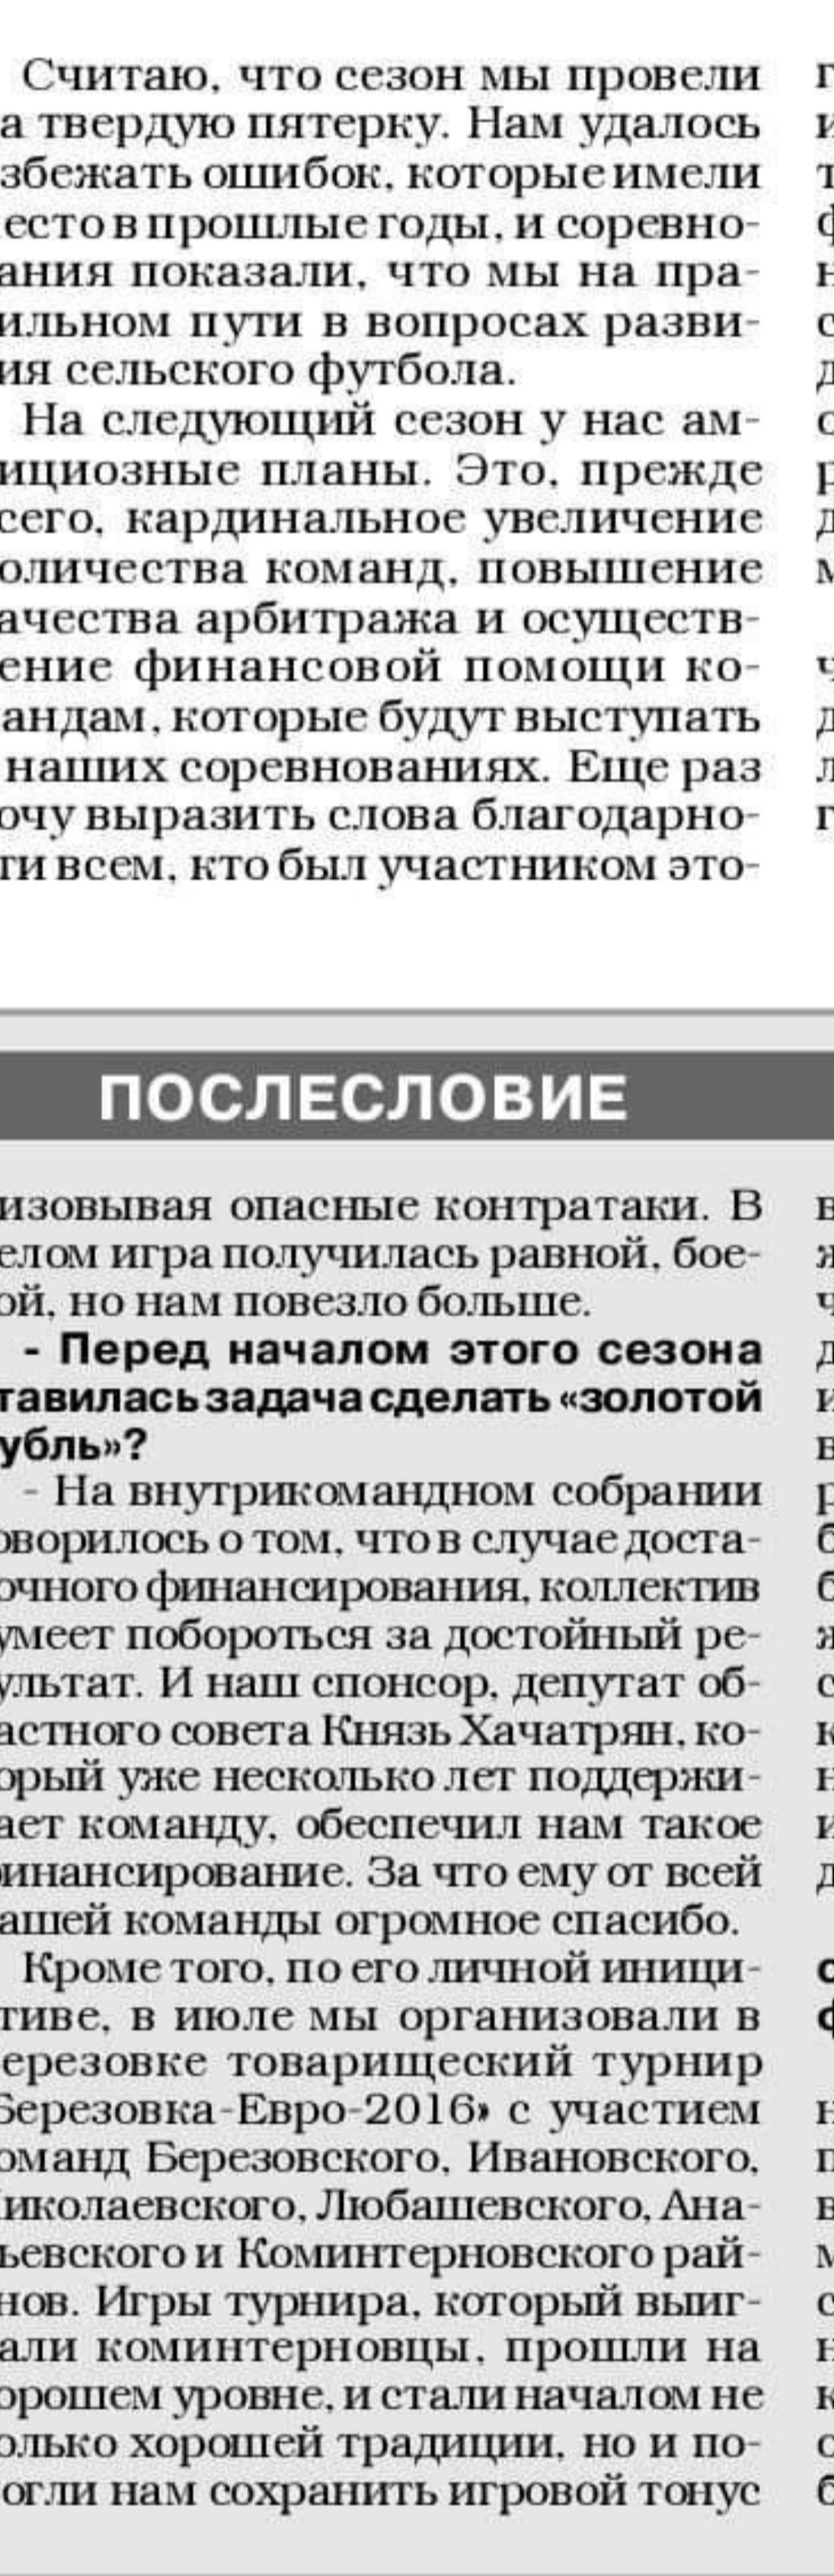 Считаю, что сезон мы провели
а твердую пятерку. Нам удалось
збежать ошибок, которые имели
есто в прошлые годы, и соревно-
ания показали, что мы на пра-
ильном пути в вопросах разви-
ия сельского футбола.
На следующий сезон у нас ам-
ициозные планы. Это, прежде
сего, кардинальное увеличение
оличества команд, повышение
ачества арбитража и осуществ-
ение финансовой помощи ко-
андам, которые будут выступать
наших соревнованиях. Еще раз
очу выразить слова благодарно-
ти всем, кто был участником это-
ПОСЛЕСЛОВИЕ
изовывая опасные контратаки. В
елом игра получилась равной, бое-
ой, но нам повезло больше.
- Перед началом этого сезона
тавилась задача сделать «золотой
убль»?
- На внутрикомандном собрании
оворилось о том, что в случае доста-
очного финансирования, коллектив
умеет побороться за достойный ре-
ультат. И наш спонсор, депутат об-
астного совета Князь Хачатрян, ко-
орый уже несколько лет поддержи-
ает команду, обеспечил нам такое
инансирование. За что ему от всей
ашей команды огромное спасибо.
Кроме того, по его личной иници-
тиве, в июле мы организовали в
ерезовке товарищеский турнир
Березовка-Евро-2016» с участием
оманд Березовского, Ивановского,
иколаевского, Любашевского, Ана-
ьевского и Коминтерновского рай-
нов. Игры турнира, который выиг-
али коминтерновцы, прошли на
орошем уровне, и стали началом не
олько хорошей традиции, но и по-
огли нам сохранить игровой тонус